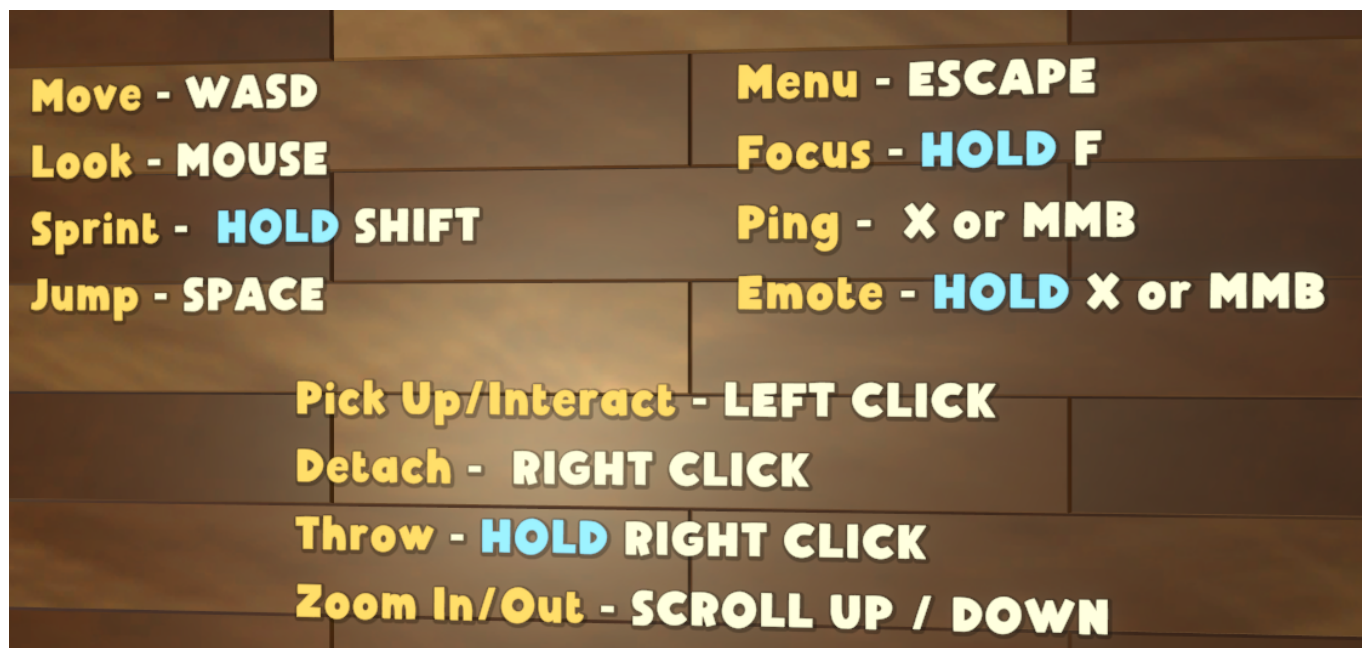 Move - WASD
Look - MOUSE
Sprint - HOLD SHIFT
Jump - SPACE
Menu - ESCAPE
Focus - HOLD F
Ping - X or MMB
Emote - HOLD X or MMB
Pick Up/Interact - LEFT CLICK
Detach - RIGHT CLICK
Throw - HOLD RIGHT CLICK
Zoom In/Out - SCROLL UP / DOWN